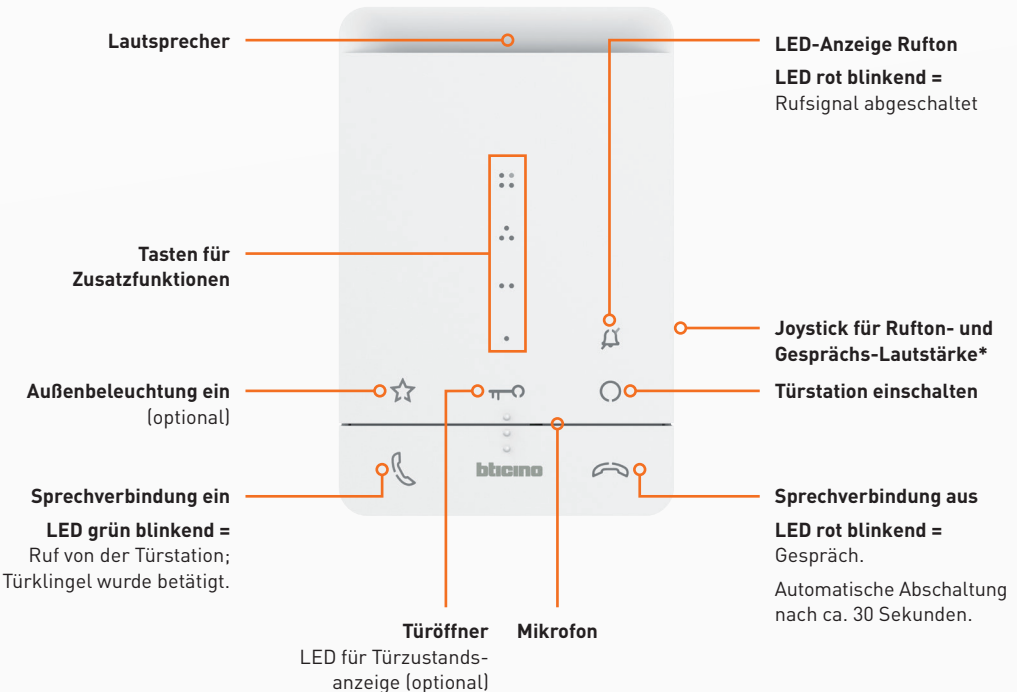 Lautsprecher
LED-Anzeige Rufton
LED rot blinkend =
Rufsignal abgeschaltet
Tasten für
Zusatzfunktionen
Joystick für Rufton- und
Gesprächs-Lautstärke*
Außenbeleuchtung ein
(optional)
Türstation einschalten
bticino
Sprechverbindung ein
LED grün blinkend =
Ruf von der Türstation;
Türklingel wurde betätigt.
Sprechverbindung aus
LED rot blinkend =
Gespräch.
Automatische Abschaltung
nach ca. 30 Sekunden.
Türöffner
LED für Türzustands-
anzeige (optional)
Mikrofon